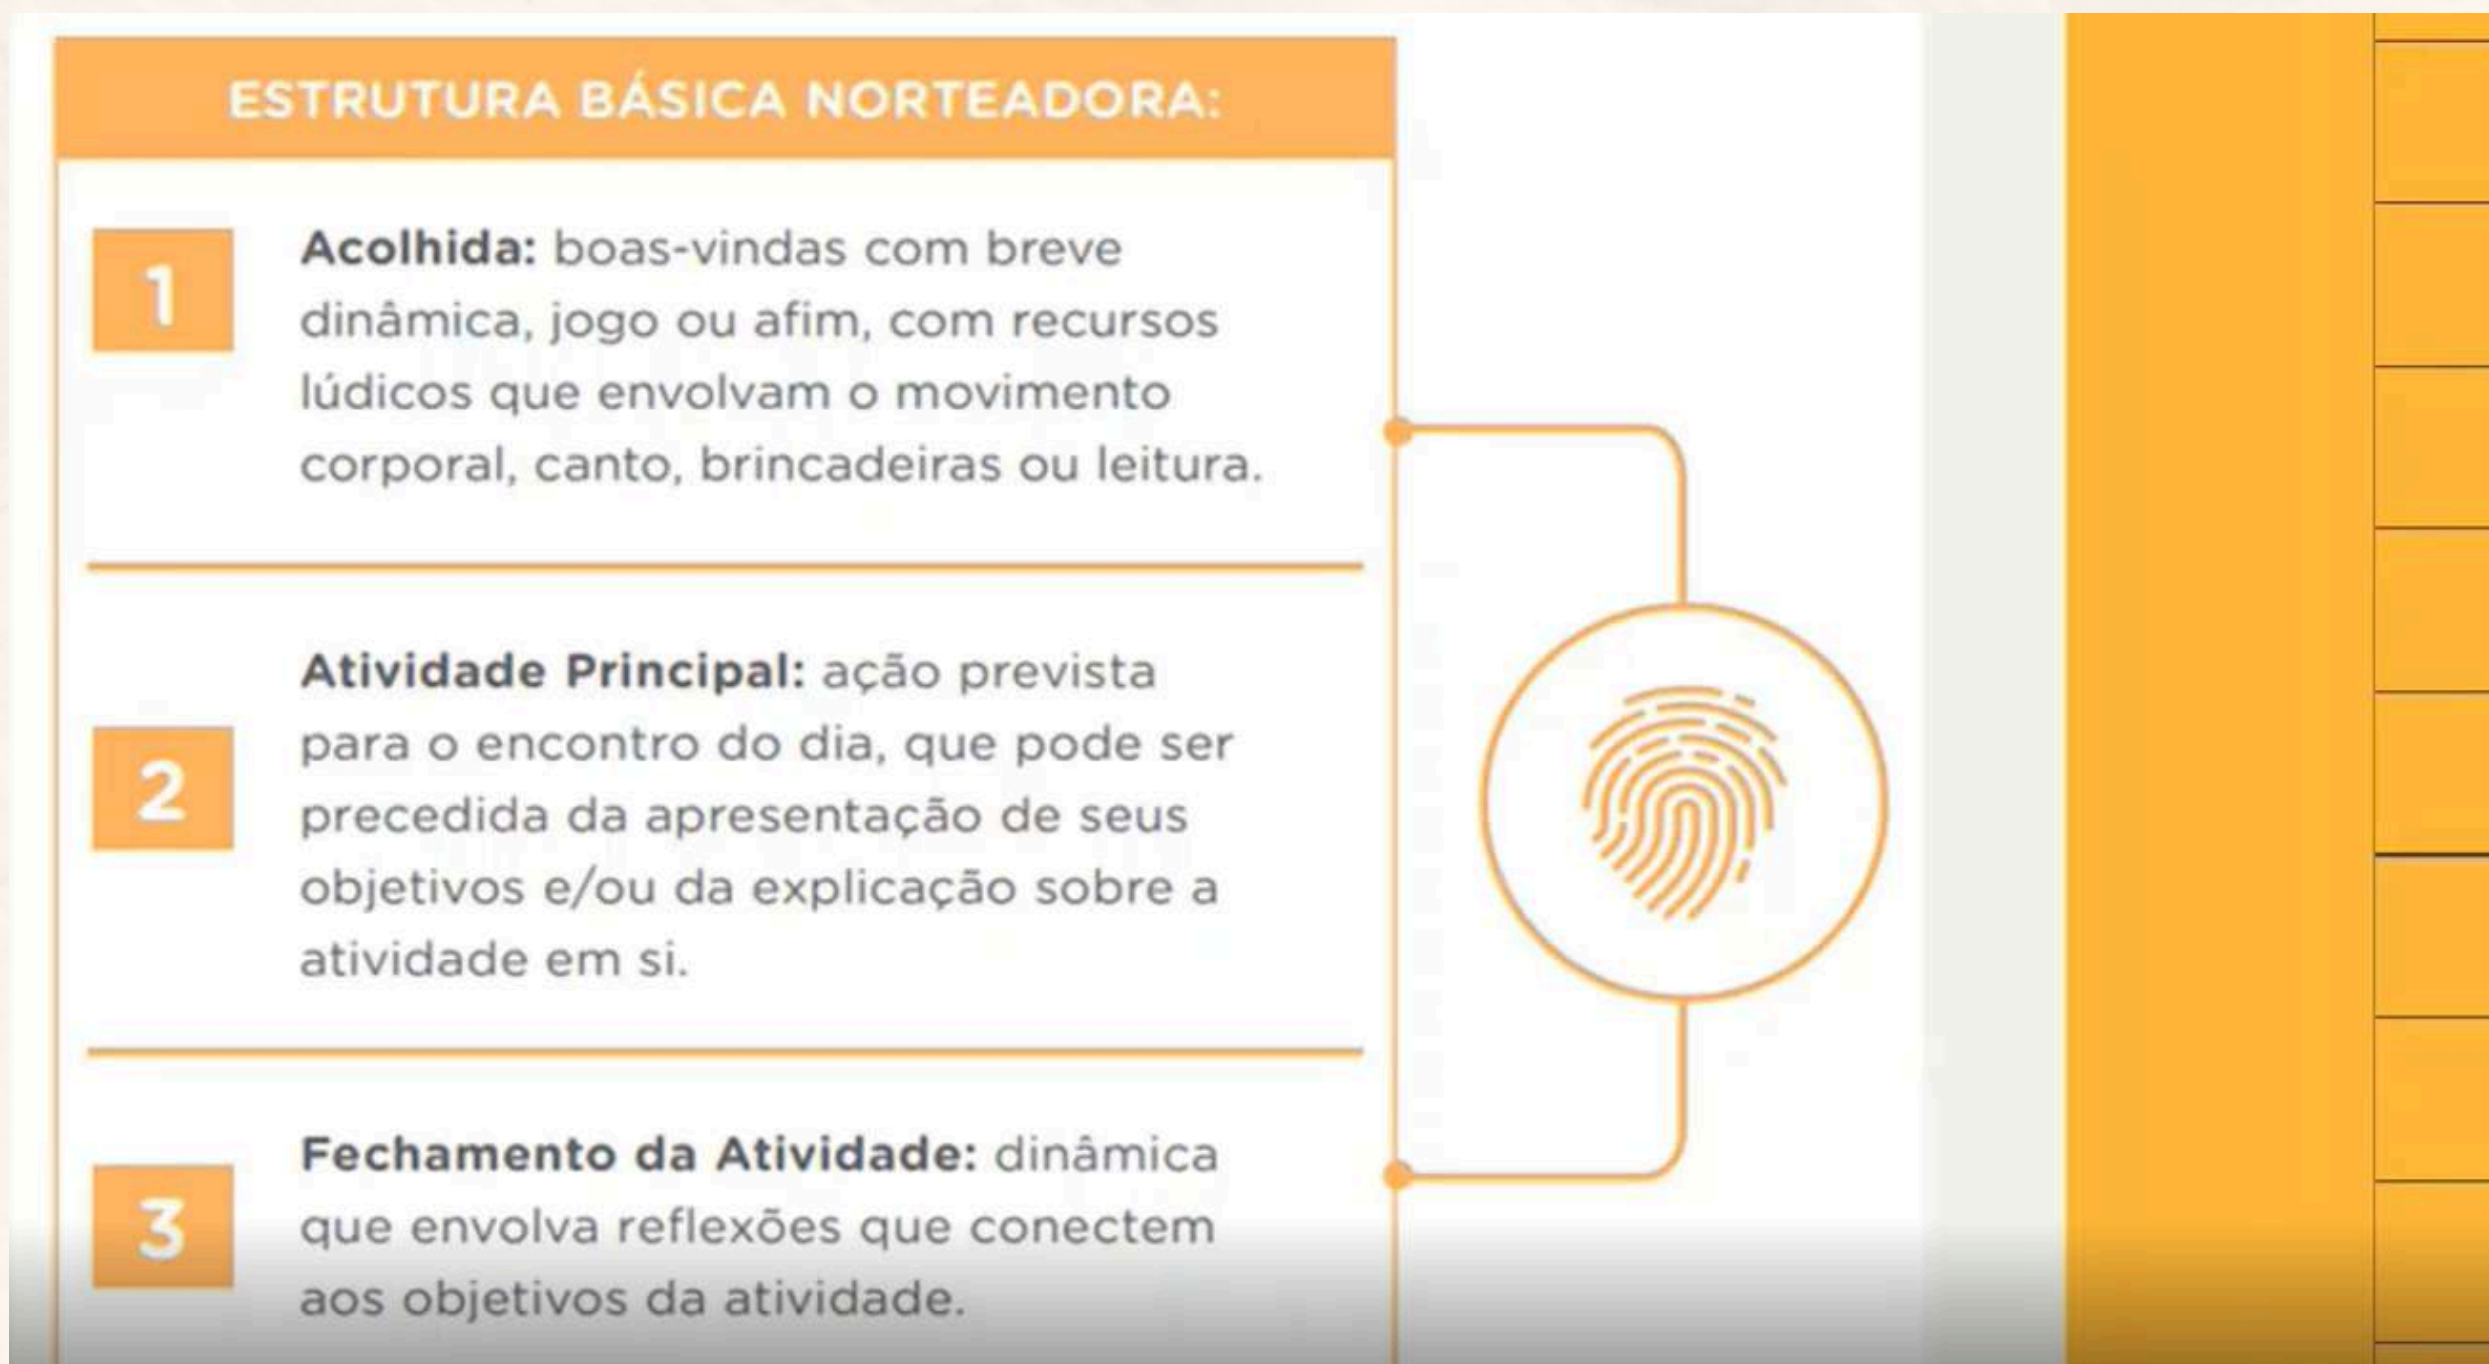 ESTRUTURA BÁSICA NORTEADORA:
1
Acolhida: boas-vindas com breve
dinâmica, jogo ou afim, com recursos
lúdicos que envolvam o movimento
corporal, canto, brincadeiras ou leitura.
2
Atividade Principal: ação prevista
para o encontro do dia, que pode ser
precedida da apresentação de seus
objetivos e/ou da explicação sobre a
atividade em si.
3
Fechamento da Atividade: dinâmica
que envolva reflexões que conectem
aos objetivos da atividade.